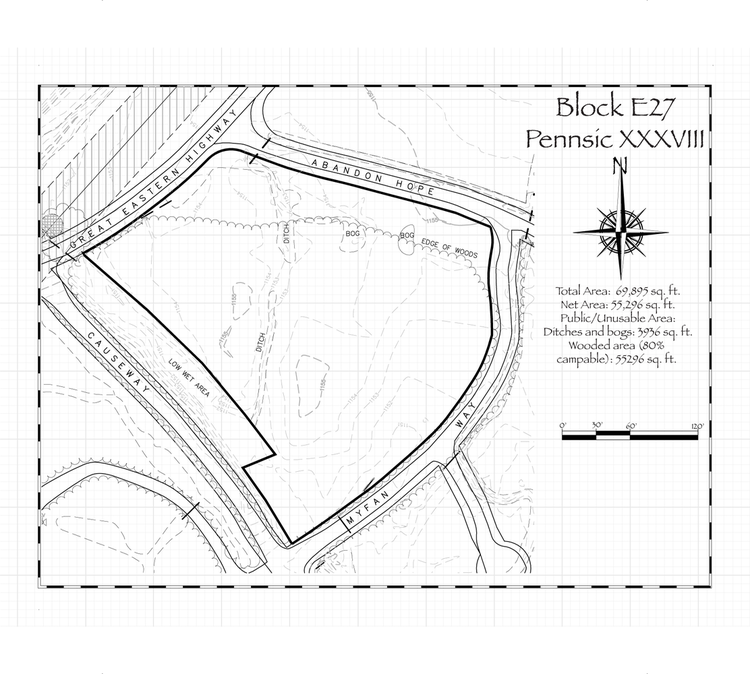 Block E27
Pennsic XXXVIII
N
GREAT EASTERN HIGHWAY
ABANDON HOPE
DITCH
BOG
BOG
EDGE OF WOODS
Total Area: 69,895 sq. ft.
Net Area: 55,296 sq. ft.
Public/Unusable Area:
Ditches and bogs: 3936 sq. ft.
Wooded area (80%
campable): 55296 sq. ft.
DITCH
CAUSEWAY
LOW WET AREA
WAY
0' 30' 60' 120'
MYFAN